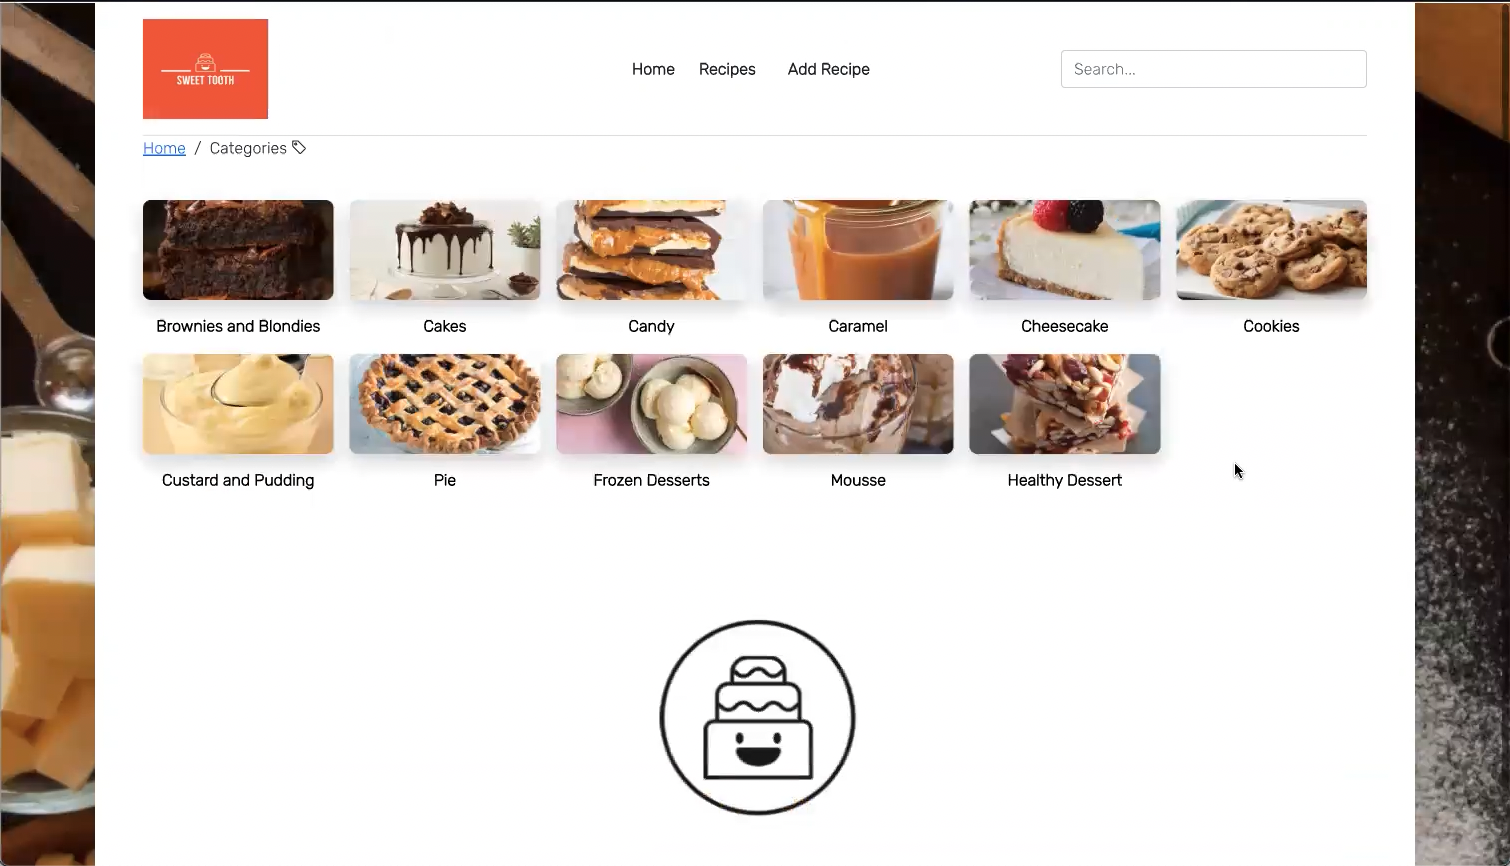 SWEET TOOTH
Home Recipes Add Recipe
Search...
Home / Categories
Brownies and Blondies
Cakes
Candy
Caramel
Cheesecake
Cookies
Custard and Pudding
Pie
Frozen Desserts
Mousse
Healthy Dessert